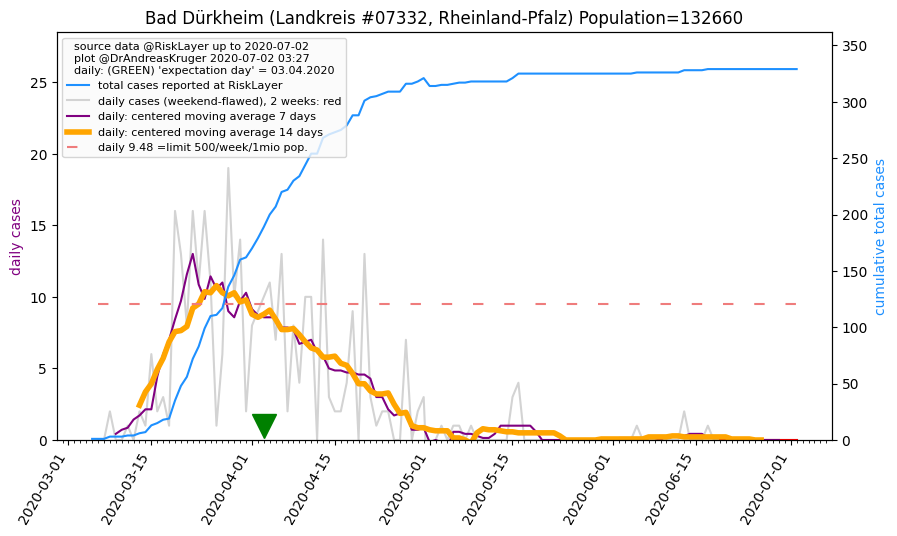 Bad Dürkheim (Landkreis #07332, Rheinland-Pfalz) Population=132660
source data @RiskLayer up to 2020-07-02
plot @DrAndreasKruger 2020-07-02 03:27
daily: (GREEN) 'expectation day' = 03.04.2020
total cases reported at RiskLayer
daily cases (weekend-flawed), 2 weeks: red
daily: centered moving average 7 days
daily: centered moving average 14 days
daily 9.48 =limit 500/week/1mio pop.
daily cases
25
20
15
10
5
0
cumulative total cases
350
300
250
200
150
100
50
0
2020-03-01
2020-03-15
2020-04-01
2020-04-15
2020-05-01
2020-05-15
2020-06-01
2020-06-15
2020-07-01